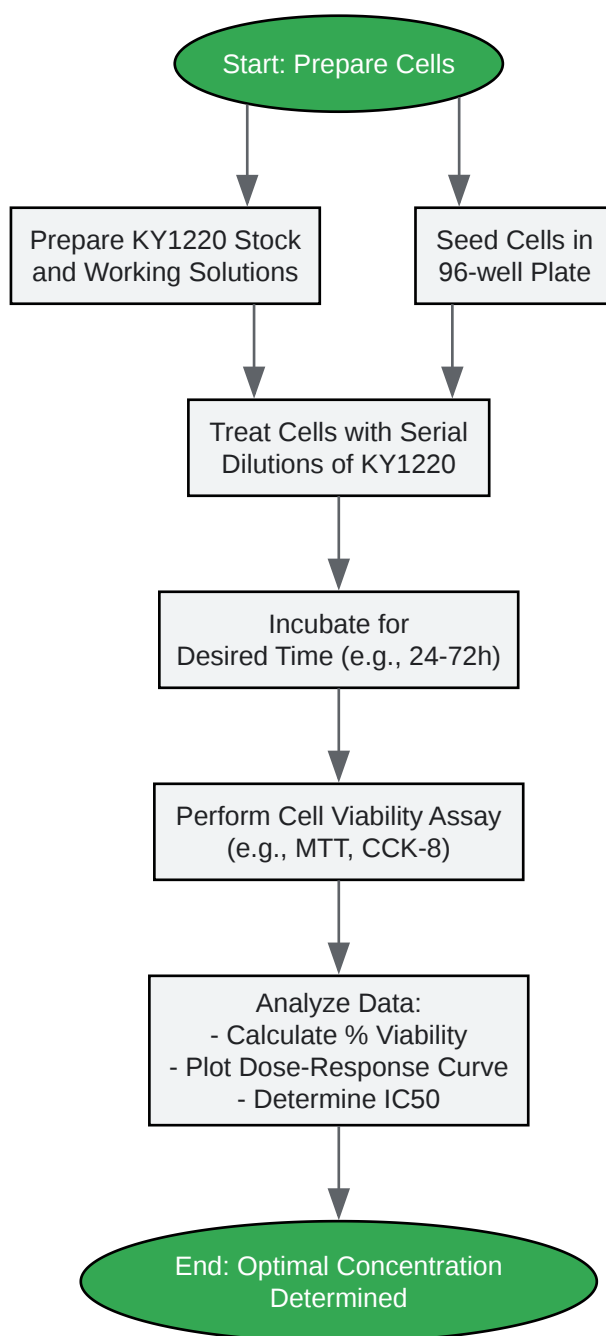 Start: Prepare Cells
Prepare KY1220 Stock
and Working Solutions
Seed Cells in
96-well Plate
Treat Cells with Serial
Dilutions of KY1220
Incubate for
Desired Time (e.g., 24-72h)
Perform Cell Viability Assay
(e.g., MTT, CCK-8)
Analyze Data:
- Calculate % Viability
- Plot Dose-Response Curve
- Determine IC50
End: Optimal Concentration
Determined